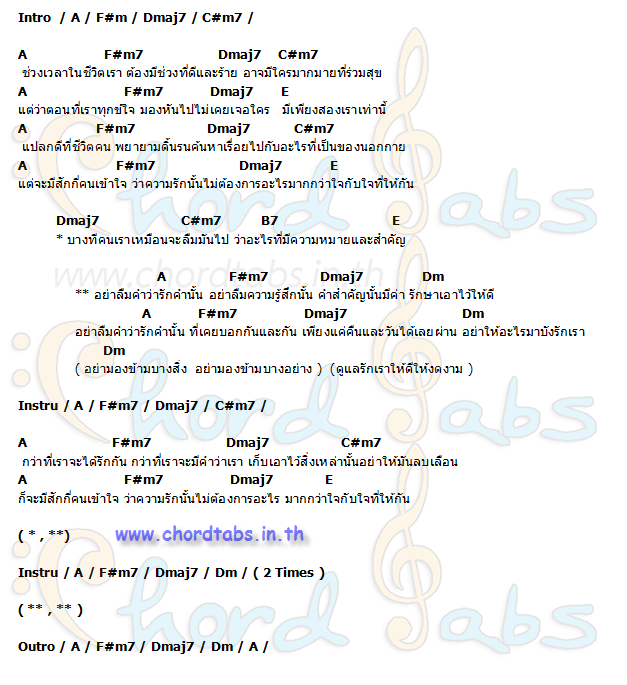 Intro / A / F#m / Dmaj7 / C#m7 /
A F#m7 Dmaj7 C#m7
ช่วงเวลาในชีวิตเรา ต้องมีช่วงที่ดีและร้าย อาจมีใครมากมายที่ร่วมสุข
A F#m7 Dmaj7 E
แต่ว่าตอนที่เราทุกข์ใจ มองหันไปไม่เคยเจอใคร มีเพียงสองเราเท่านี้
A F#m7 Dmaj7 C#m7
แปลกดีที่ชีวิตคน พยายามดิ้นรนค้นหาเรื่อยไปกับอะไรที่เป็นของนอกกาย
A F#m7 Dmaj7 E
แต่จะมีสักกี่คนเข้าใจ ว่าความรักนั้นไม่ต้องการอะไรมากกว่าใจกับใจที่ให้กัน
Dmaj7 C#m7 B7 E
* บางทีคนเราเหมือนจะลืมมันไป ว่าอะไรที่มีความหมายและสำคัญ
www.chordtabs.in.th
A F#m7 Dmaj7 Dm
** อย่าลืมคำว่ารักคำนั้น อย่าลืมความรู้สึกนั้น คำสำคัญนั้นมีค่า รักษาเอาไว้ให้ดี
A F#m7 Dmaj7 Dm
อย่าลืมคำว่ารักคำนั้น ที่เคยบอกกันและกัน เพียงแค่คืนและวันได้เลยผ่าน อย่าให้อะไรมาบังรักเรา
Dm
( อย่ามองข้ามบางสิ่ง อย่ามองข้ามบางอย่าง ) (ดูแลรักเราให้ดีให้งดงาม )
Instru / A / F#m7 / Dmaj7 / C#m7 /
A F#m7 Dmaj7 C#m7
กว่าที่เราจะได้รักกัน กว่าที่เราจะมีคำว่าเรา เก็บเอาไว้สิ่งเหล่านั้นอย่าให้มันลบเลือน
A F#m7 Dmaj7 E
ก็จะมีสักกี่คนเข้าใจ ว่าความรักนั้นไม่ต้องการอะไร มากกว่าใจกับใจที่ให้กัน
( * , **) www.chordtabs.in.th
Instru / A / F#m7 / Dmaj7 / Dm / ( 2 Times )
( ** , ** )
Outro / A / F#m7 / Dmaj7 / Dm / A /